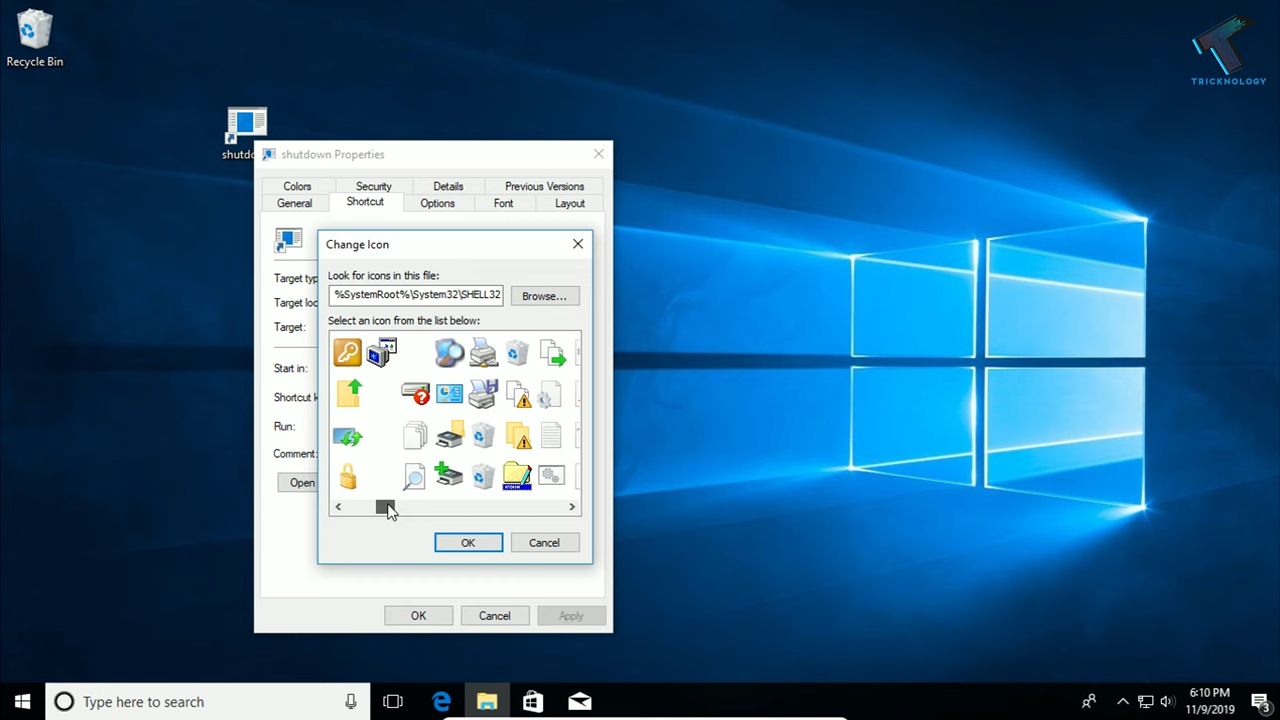 Recycle Bin
TRICKNOLOGY
shutdo
shutdown Properties
Colors Security Details Previous Versions
General Shortcut Options Font Layout
Change Icon
Look for icons in this file:
%SystemRoot%\System32\SHELL32
Browse...
Select an icon from the list below:
Target typ
Target loc
Target:
Start in:
Shortcut k
Run:
Comment:
Open
OK Cancel
OK Cancel Apply
Type here to search
6:10 PM
11/9/2019
3